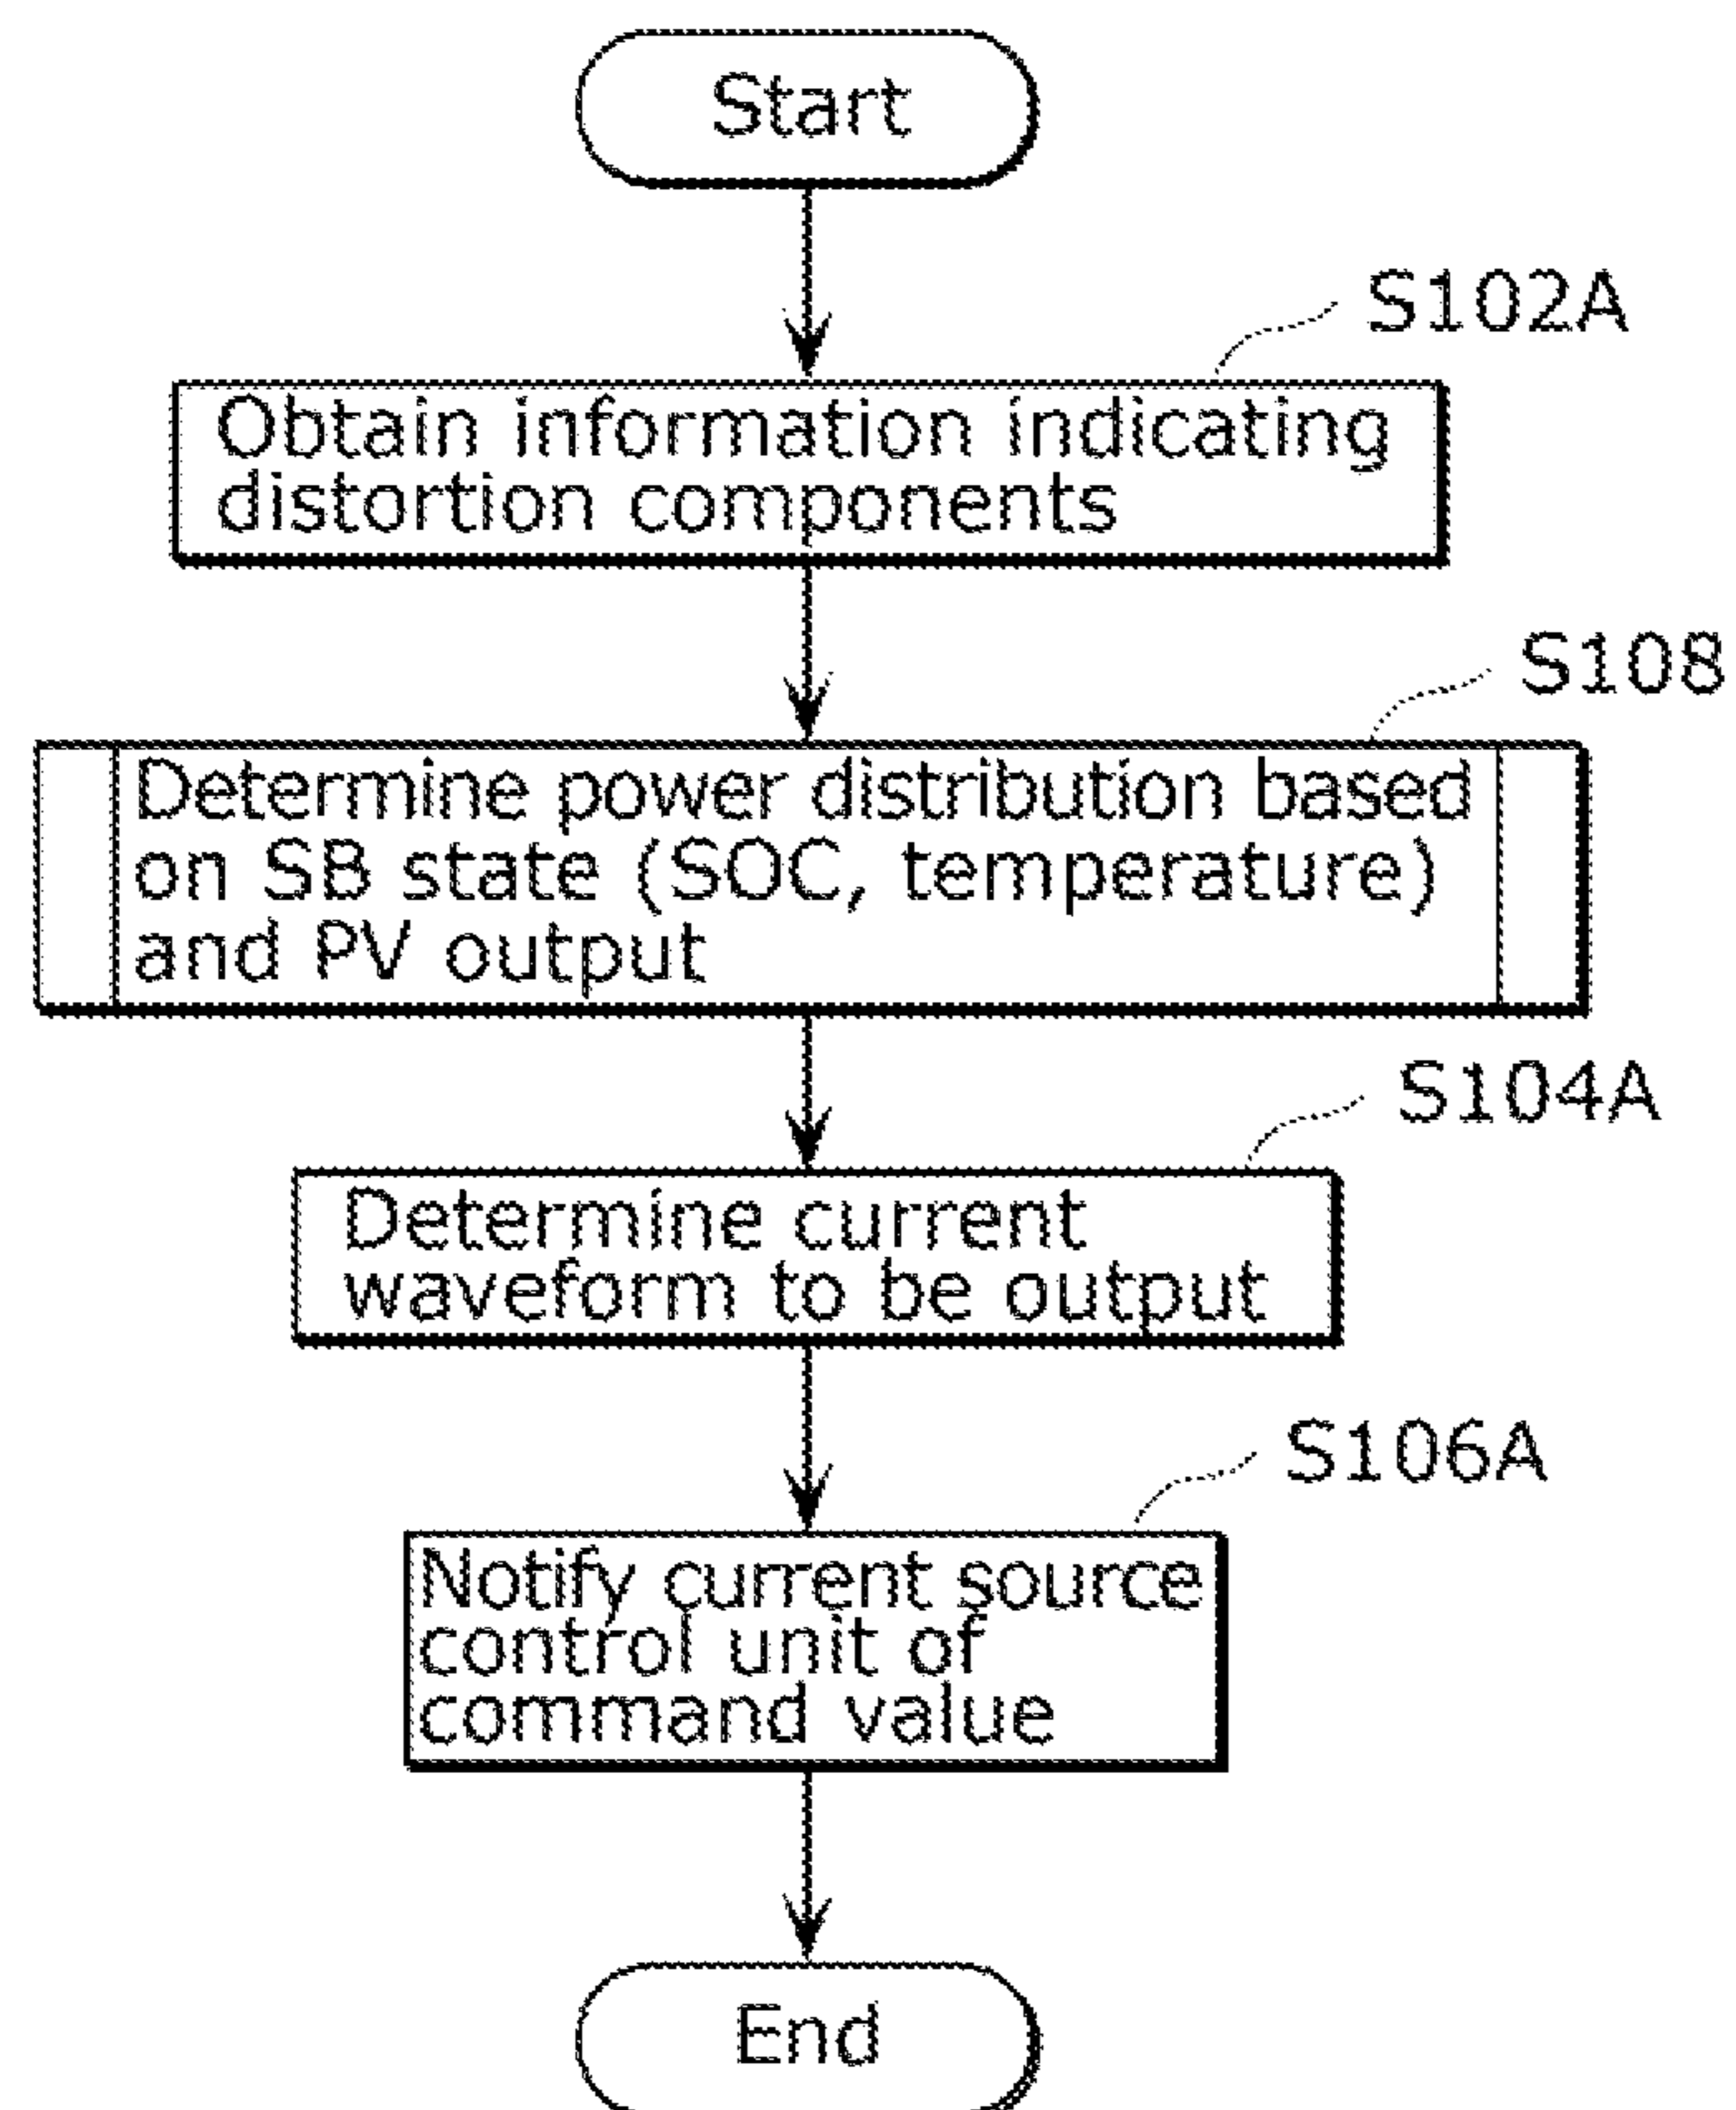 Start
S102A
Obtain information indicating
distortion components
S108
Determine power distribution based
on SB state (SOC, temperature)
and PV output
S104A
Determine current
waveform to be output
S106A
Notify current source
control unit of
command value
End